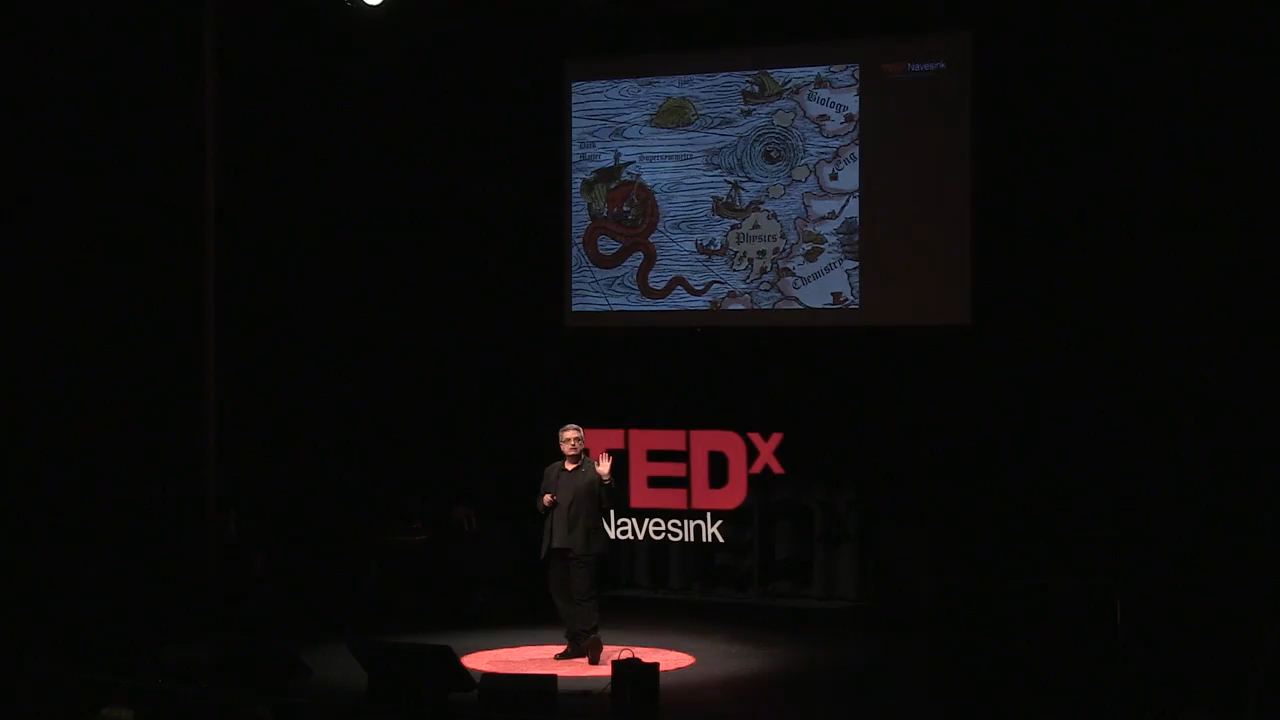 Navesink
Biology
Dark
Matter
Supersymmetry
Eng
Physics
Chemistry
TEDx
Navesink